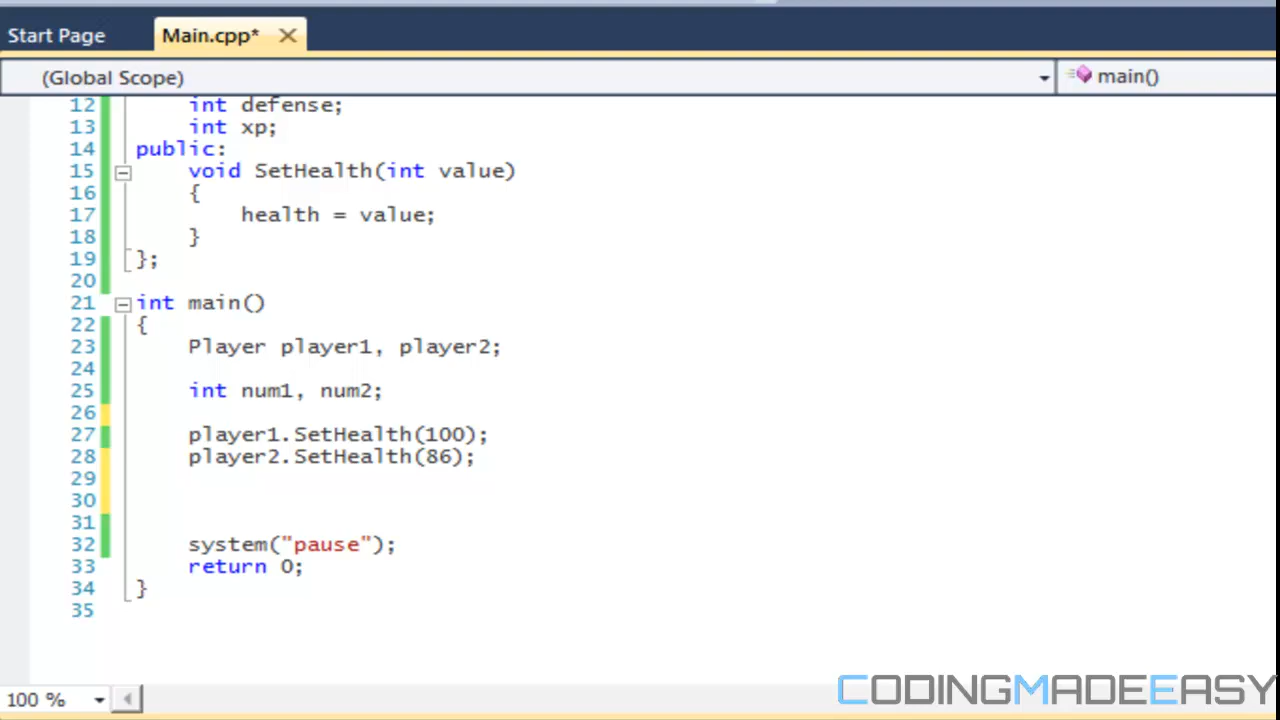 Start Page
Main.cpp*
(Global Scope)
main()
12 int defense;
13 int xp;
14 public:
15 void SetHealth(int value)
16 {
17 health = value;
18 }
19 };
20
21 int main()
22 {
23 Player player1, player2;
24
25 int num1, num2;
26
27 player1.SetHealth(100);
28 player2.SetHealth(86);
29
30
31
32 system("pause");
33 return 0;
34 }
35
100 %
CODINGMADEEASY